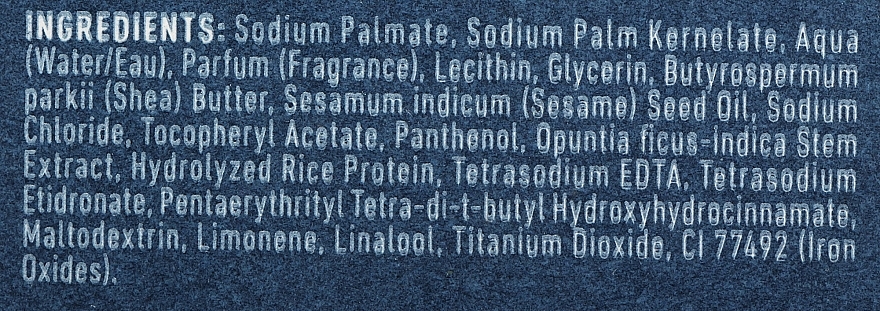 INGREDIENTS: Sodium Palmate, Sodium Palm Kernelate, Aqua
(Water/Eau), Parfum (Fragrance), Lecithin, Glycerin, Butyrospermum
parkii (Shea) Butter, Sesamum indicum (Sesame) Seed Oil, Sodium
Chloride, Tocopheryl Acetate, Panthenol, Opuntia ficus-indica Stem
Extract, Hydrolyzed Rice Protein, Tetrasodium EDTA, Tetrasodium
Etidronate, Pentaerythrityl Tetra-di-t-butyl Hydroxyhydrocinnamate,
Maltodextrin, Limonene, Linalool, Titanium Dioxide, CI 77492 (Iron
Oxides).